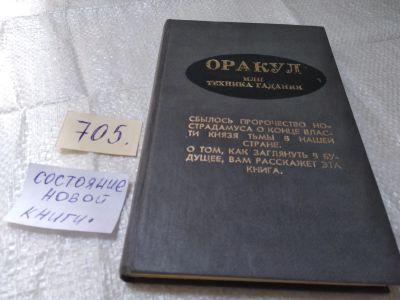 ОРАКУЛ
ИЛИ
ТЕХНИКА ГАДАНИЯ
СБЫЛОСЬ ПРОРОЧЕСТВО НО-
СТРАДАМУСА О КОНЦЕ ВЛАС-
ТИ КНЯЗЯ ТЬМЫ В НАШЕЙ
СТРАНЕ.
О ТОМ, КАК ЗАГЛЯНУТЬ В БУ-
ДУЩЕЕ, ВАМ РАССКАЖЕТ ЭТА
КНИГА.
705.
СОСТОЯНИЕ
НОВОЙ
КНИГИ.